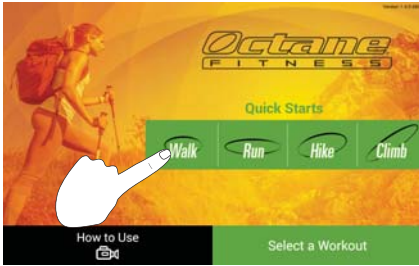 Octane
FITNESS
Quick Starts
Walk
Run
Hike
Climb
How to Use
Select a Workout